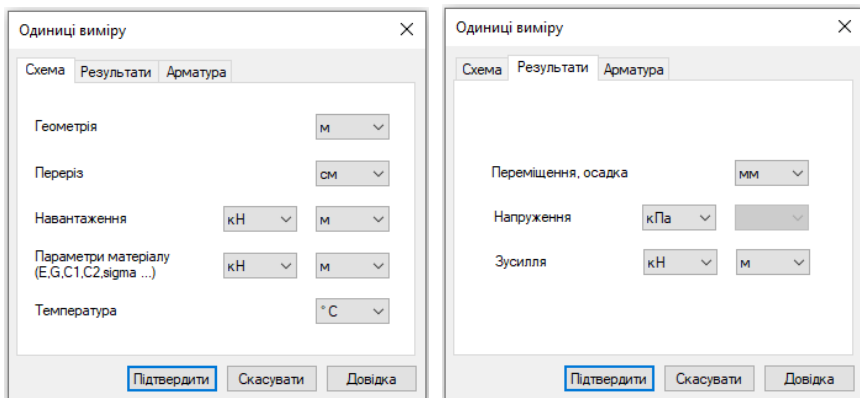 Одиниці виміру
Схема Результати Арматура
Геометрія м
Переріз см
Навантаження кН м
Параметри матеріалу
(E,G,C1,C2,sigma ...) кН м
Температура ° C
Підтвердити Скасувати Довідка
Одиниці виміру
Схема Результати Арматура
Переміщення, осадка мм
Напруження кПа
Зусилля кН м
Підтвердити Скасувати Довідка